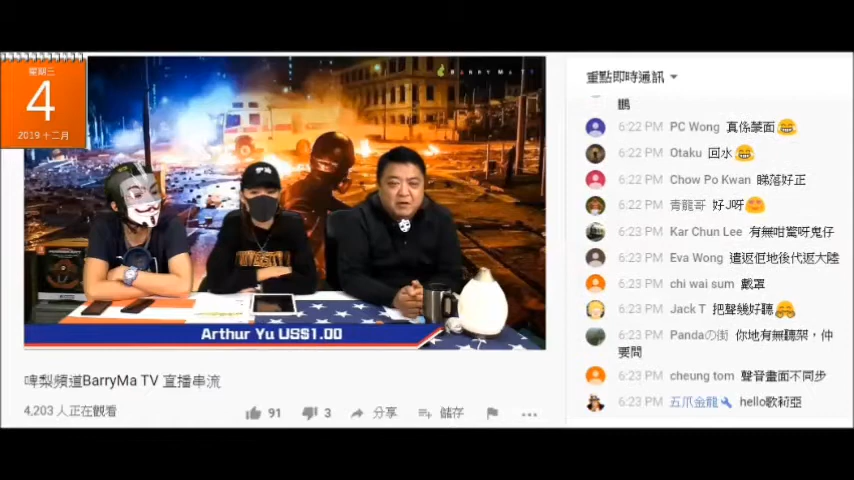 星期三
4
2019 十二月
BARRYMA TV
Arthur Yu US$1.00
啤梨頻道BarryMa TV 直播串流
4,203 人正在觀看
91
3
分享
儲存
重點即時通訊
鵬
6:22 PM PC Wong 真係蒙面😂
6:22 PM Otaku 回水😂
6:22 PM Chow Po Kwan 睇落好正
6:22 PM 青龍哥 好J呀😍
6:23 PM Kar Chun Lee 有無咁驚呀鬼仔
6:23 PM Eva Wong 遣返佢地後代返大陸
6:23 PM chi wai sum 戴罩
6:23 PM Jack T 把聲幾好聽🤗
6:23 PM Pandaの街 你地有無聽架，仲
要問
6:23 PM cheung tom 聲音畫面不同步
6:23 PM 五爪金龍 hello歌莉亞